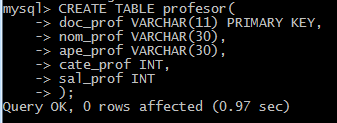 mysql> CREATE TABLE profesor(
    -> doc_prof VARCHAR(11) PRIMARY KEY,
    -> nom_prof VARCHAR(30),
    -> ape_prof VARCHAR(30),
    -> cate_prof INT,
    -> sal_prof INT
    -> );
Query OK, 0 rows affected (0.97 sec)